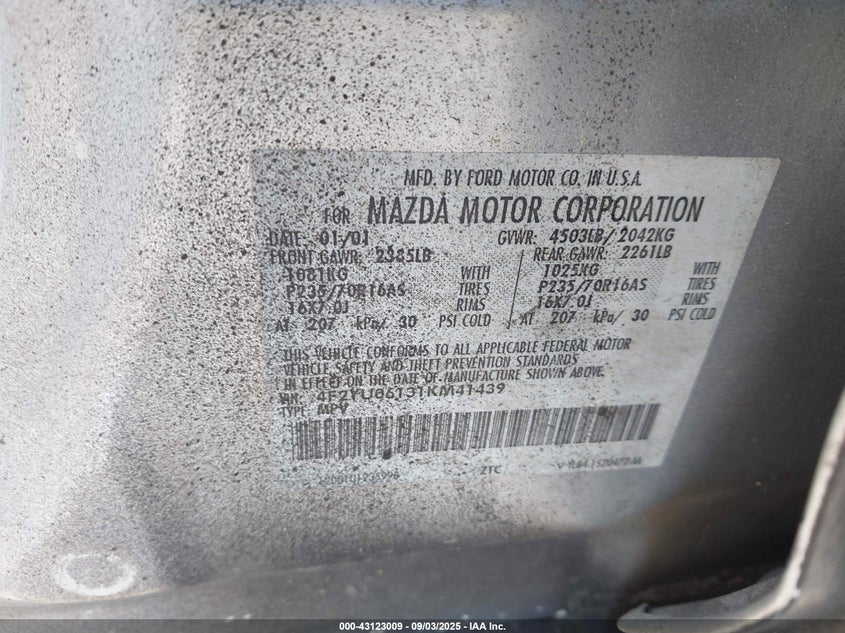 MFD. BY FORD MOTOR CO. IN U.S.A.
FOR MAZDA MOTOR CORPORATION
DATE: 01/01 GVWR: 4503LB/ 2042KG
FRONT GAWR: 2385LB REAR GAWR: 2261LB
1081KG WITH 1025KG WITH
P235/70R16AS TIRES P235/70R16AS TIRES
16X7.0J RIMS 16X7.0J RIMS
AT 207 kPa/ 30 PSI COLD AT 207 kPa/ 30 PSI COLD
THIS VEHICLE CONFORMS TO ALL APPLICABLE FEDERAL MOTOR
VEHICLE SAFETY AND THEFT PREVENTION STANDARDS
IN EFFECT ON THE DATE OF MANUFACTURE SHOWN ABOVE.
VIN: 4F2YU06131KM41439
TYPE: MPV
ZTC
000-43123009 - 09/03/2025 - IAA Inc.